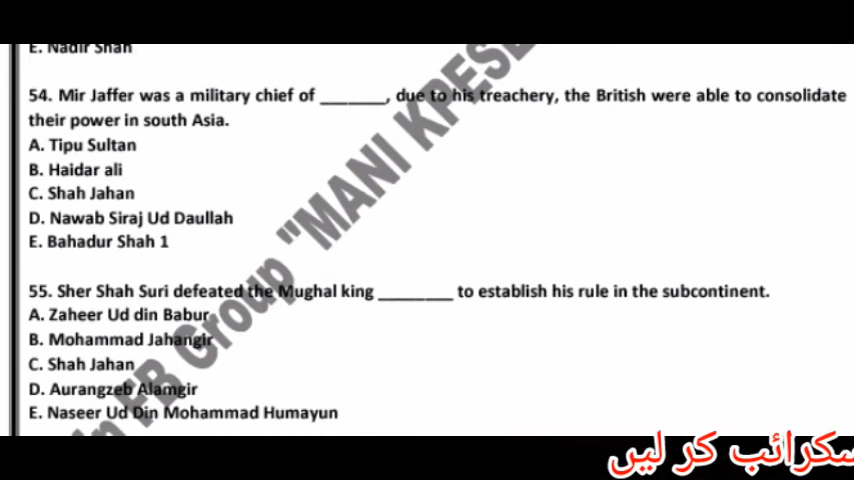 E. Nadir Shah
54. Mir Jaffer was a military chief of _______, due to his treachery, the British were able to consolidate
their power in south Asia.
A. Tipu Sultan
B. Haidar ali
C. Shah Jahan
D. Nawab Siraj Ud Daullah
E. Bahadur Shah 1
55. Sher Shah Suri defeated the Mughal king ________ to establish his rule in the subcontinent.
A. Zaheer Ud din Babur
B. Mohammad Jahangir
C. Shah Jahan
D. Aurangzeb Alamgir
E. Naseer Ud Din Mohammad Humayun
in FB Group "MANI KPESE
سکرائب کر لیں